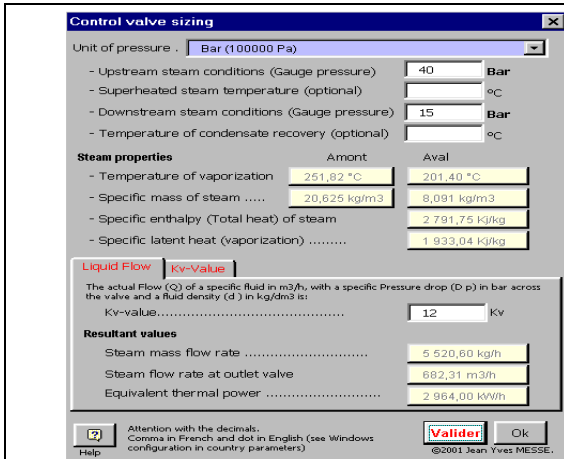 Control valve sizing
Unit of pressure . Bar (100000 Pa)
- Upstream steam conditions (Gauge pressure) 40 Bar
- Superheated steam temperature (optional) °C
- Downstream steam conditions (Gauge pressure) 15 Bar
- Temperature of condensate recovery (optional) °C
Steam properties Amont Aval
- Temperature of vaporization 251,82 °C 201,40 °C
- Specific mass of steam ..... 20,625 kg/m3 8,091 kg/m3
- Specific enthalpy (Total heat) of steam 2 791,75 Kj/kg
- Specific latent heat (vaporization) ......... 1 933,04 Kj/kg
Liquid Flow Kv-Value
The actual Flow (Q) of a specific fluid in m3/h, with a specific Pressure drop (D p) in bar across
the valve and a fluid density (d ) in kg/dm3 is:
Kv-value............................................ 12 Kv
Resultant values
Steam mass flow rate ............................ 5 520,60 kg/h
Steam flow rate at outlet valve 682,31 m3/h
Equivalent thermal power ...................... 2 964,00 kW/h
Attention with the decimals.
Comma in French and dot in English (see Windows
configuration in country parameters)
Help
Valider Ok
©2001 Jean Yves MESSE.